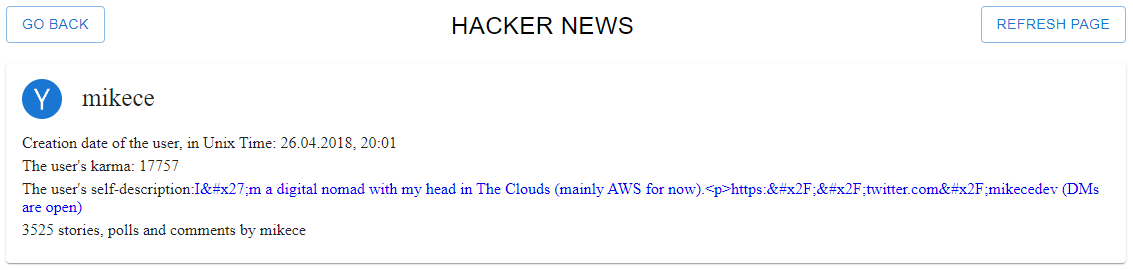 GO BACK
HACKER NEWS
REFRESH PAGE
Y
mikece
Creation date of the user, in Unix Time: 26.04.2018, 20:01
The user's karma: 17757
The user's self-description:I&#x27;m a digital nomad with my head in The Clouds (mainly AWS for now).<p>https:&#x2F;&#x2F;twitter.com&#x2F;mikecedev (DMs
are open)
3525 stories, polls and comments by mikece